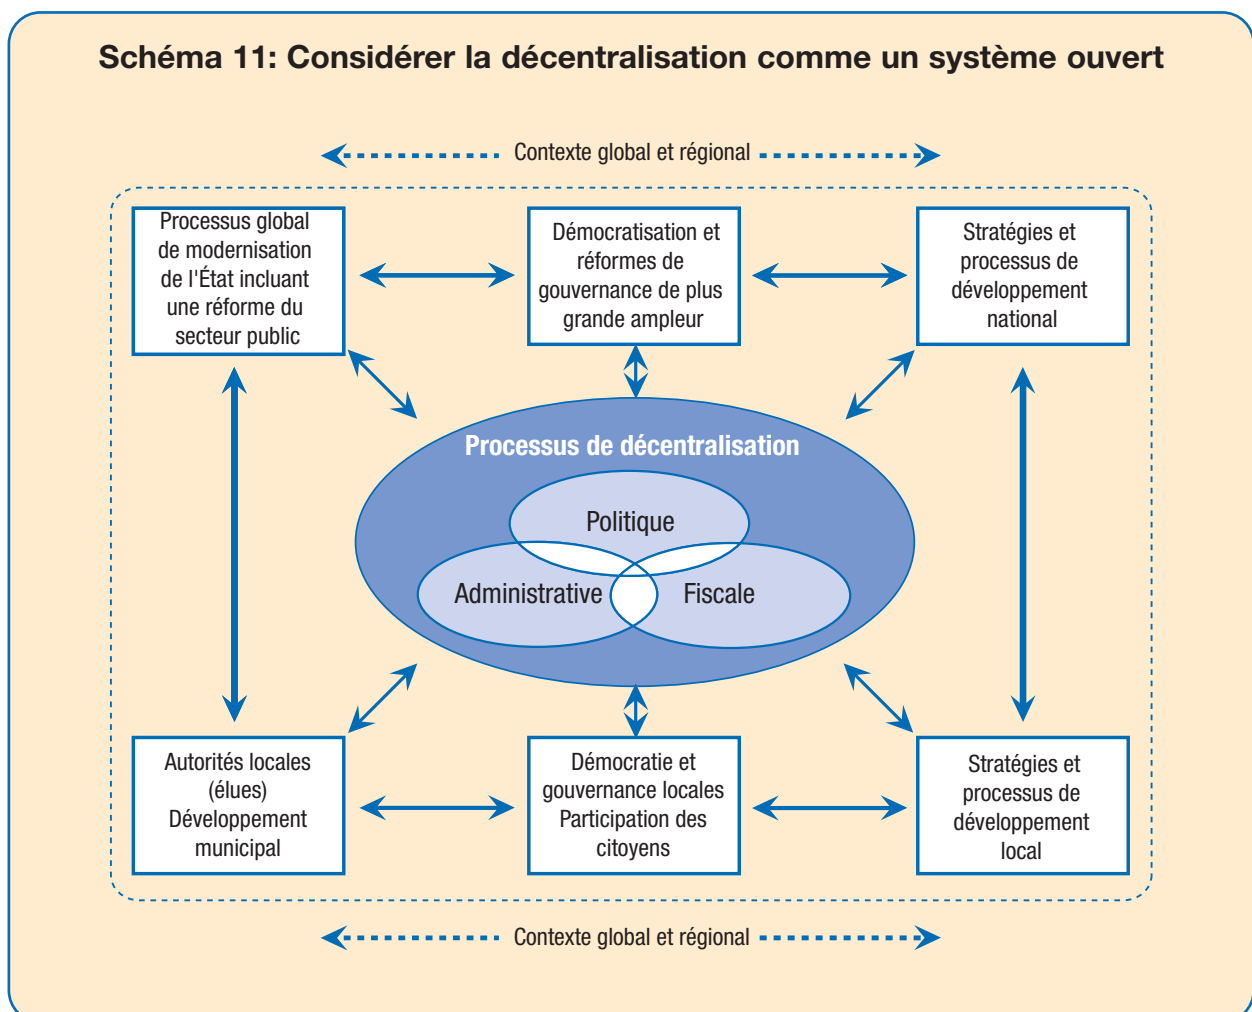 Schéma 11: Considérer la décentralisation comme un système ouvert
Contexte global et régional
Processus global
de modernisation
de l'État incluant
une réforme du
secteur public
Démocratisation et
réformes de
gouvernance de plus
grande ampleur
Stratégies et
processus de
développement
national
Processus de décentralisation
Politique
Administrative
Fiscale
Autorités locales
(élues)
Développement
municipal
Démocratie et
gouvernance locales
Participation des
citoyens
Stratégies et
processus de
développement
local
Contexte global et régional